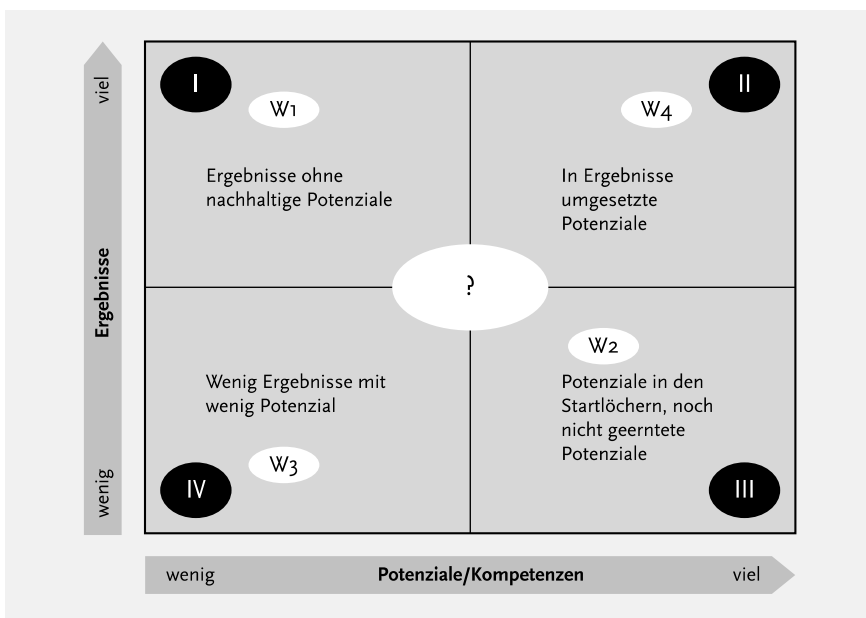 viel
Ergebnisse
wenig
I
W1
Ergebnisse ohne
nachhaltige Potenziale
II
W4
In Ergebnisse
umgesetzte
Potenziale
?
Wenig Ergebnisse mit
wenig Potenzial
W3
IV
W2
Potenziale in den
Startlöchern, noch
nicht geerntete
Potenziale
III
wenig
Potenziale/Kompetenzen
viel